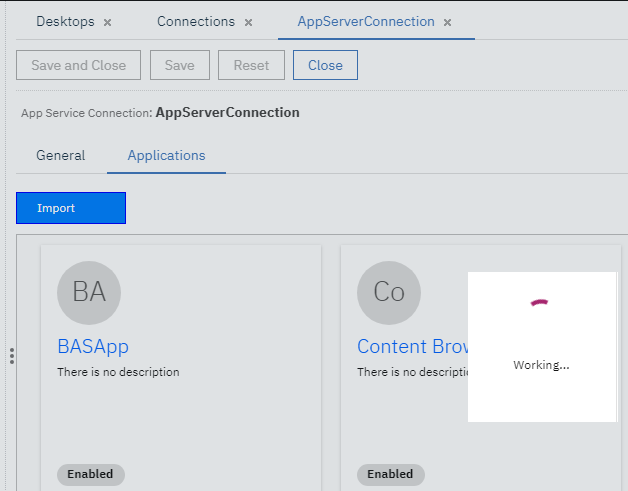 Desktops × Connections × AppServerConnection ×
Save and Close Save Reset Close
App Service Connection: AppServerConnection
General Applications
Import
BA
BASApp
There is no description
Enabled
Co
Content Brow
There is no descriptio
Enabled
Working...